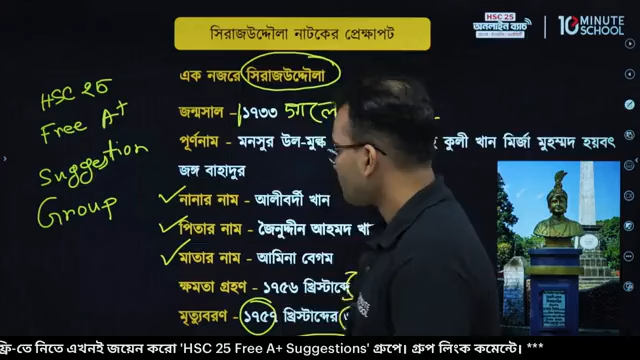 সিরাজউদ্দৌলা নাটকের প্রেক্ষাপট
HSC 25
অনলাইন ব্যাচ
10 MINUTE
SCHOOL
এক নজরে সিরাজউদ্দৌলা
জন্মসাল - ১৭৩৩ সালে
পূর্ণনাম - মনসুর উল-মুল্ক কুলী খান মির্জা মুহম্মদ হয়বৎ
জঙ্গ বাহাদুর
নানার নাম - আলীবর্দী খান
পিতার নাম - জৈনুদ্দীন আহমদ খা
মাতার নাম - আমিনা বেগম
ক্ষমতা গ্রহণ - ১৭৫৬ খ্রিস্টাব্দে
মৃত্যুবরণ - ১৭৫৭ খ্রিস্টাব্দের
HSC 25
Free A+
Suggestion
Group
ফ্রি-তে নিতে এখনই জয়েন করো 'HSC 25 Free A+ Suggestions' গ্রুপে। গ্রুপ লিংক কমেন্টে। ***